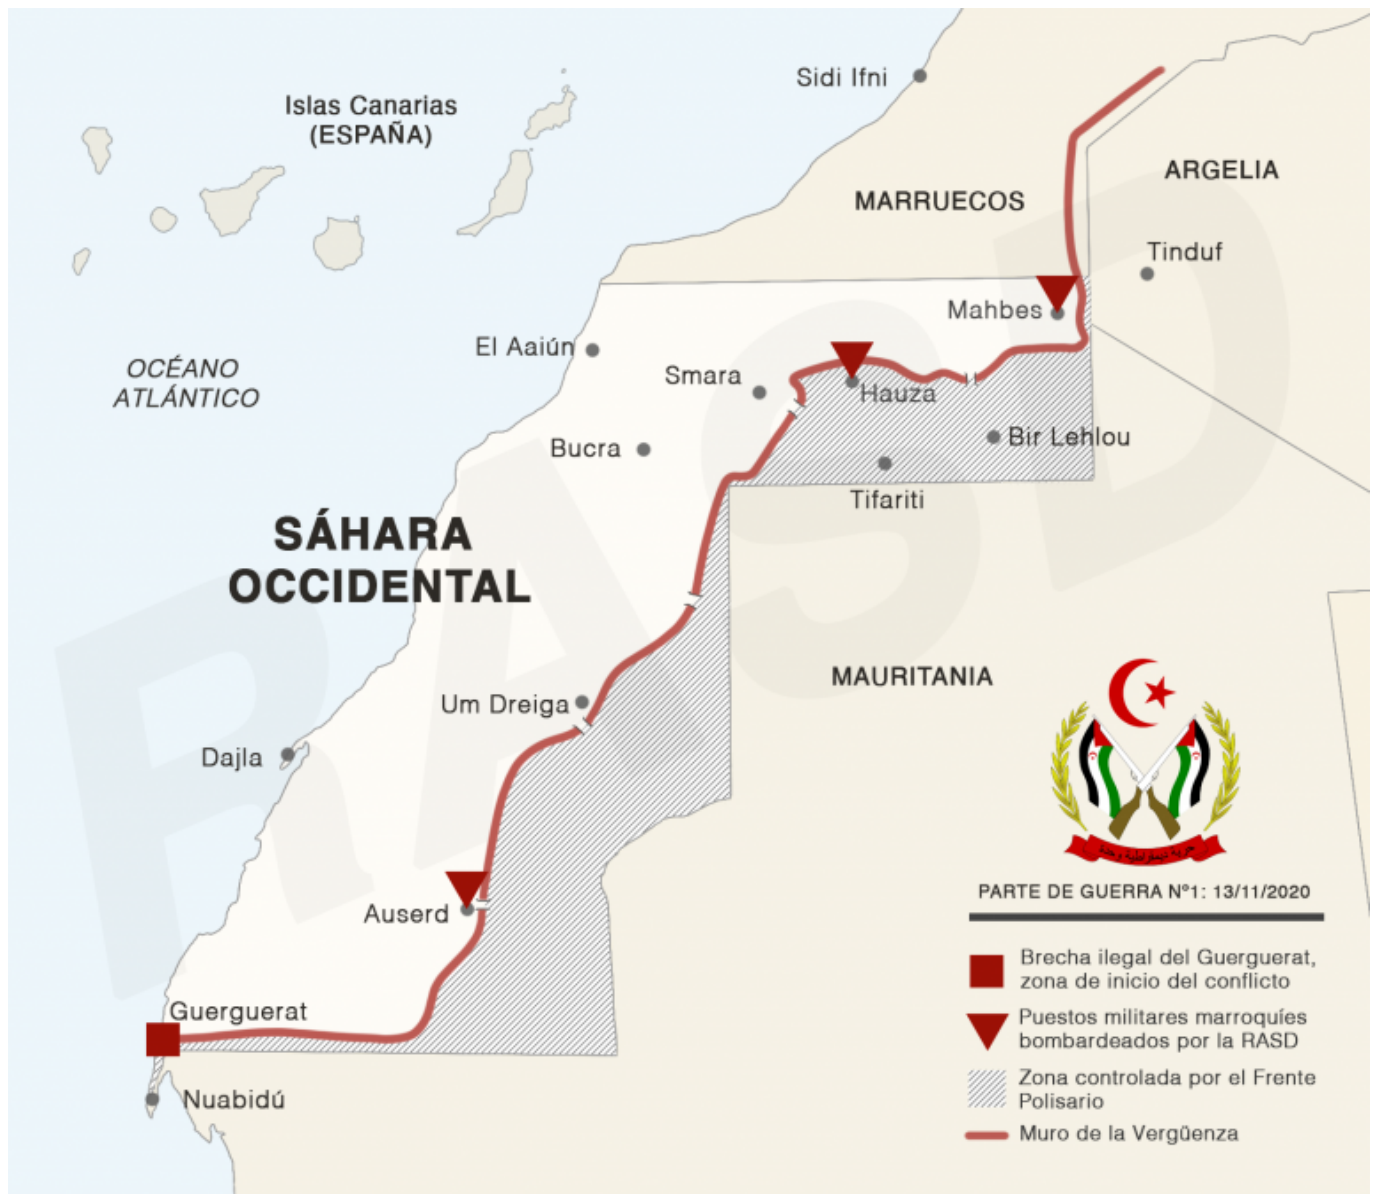 Sidi Ifni
Islas Canarias
(ESPAÑA)
ARGELIA
MARRUECOS
Tinduf
Mahbes
El Aaiún
OCÉANO
ATLÁNTICO
Smara
Hauza
Bucra
Bir Lehlou
Tifariti
SÁHARA
OCCIDENTAL
MAURITANIA
Um Dreiga
Dajla
Auserd
Guerguerat
Nuabidú
RASD
حرية ديمقراطية وحدة
PARTE DE GUERRA Nº1: 13/11/2020
Brecha ilegal del Guerguerat,
zona de inicio del conflicto
Puestos militares marroquíes
bombardeados por la RASD
Zona controlada por el Frente
Polisario
Muro de la Vergüenza